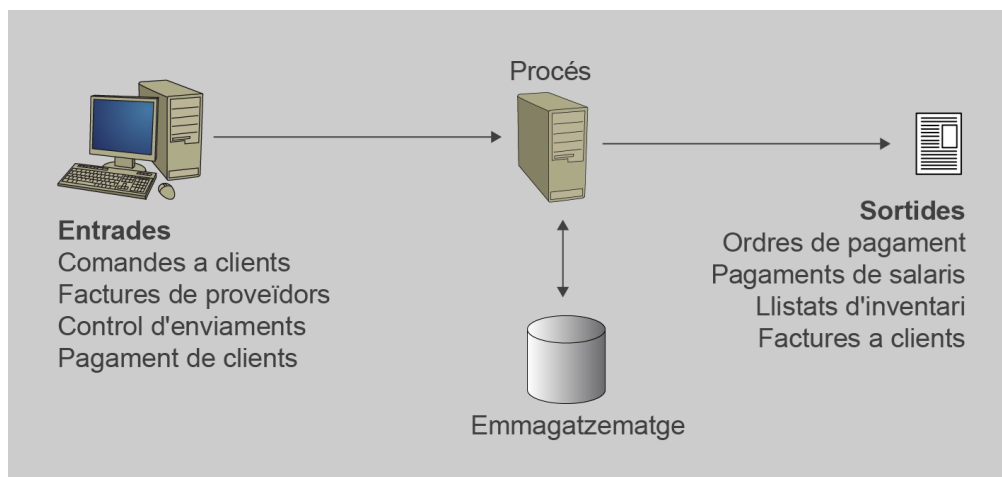 Procés
Entrades
Comandes a clients
Factures de proveïdors
Control d'enviaments
Pagament de clients
Sortides
Ordres de pagament
Pagaments de salaris
Llistats d'inventari
Factures a clients
Emmagatzematge